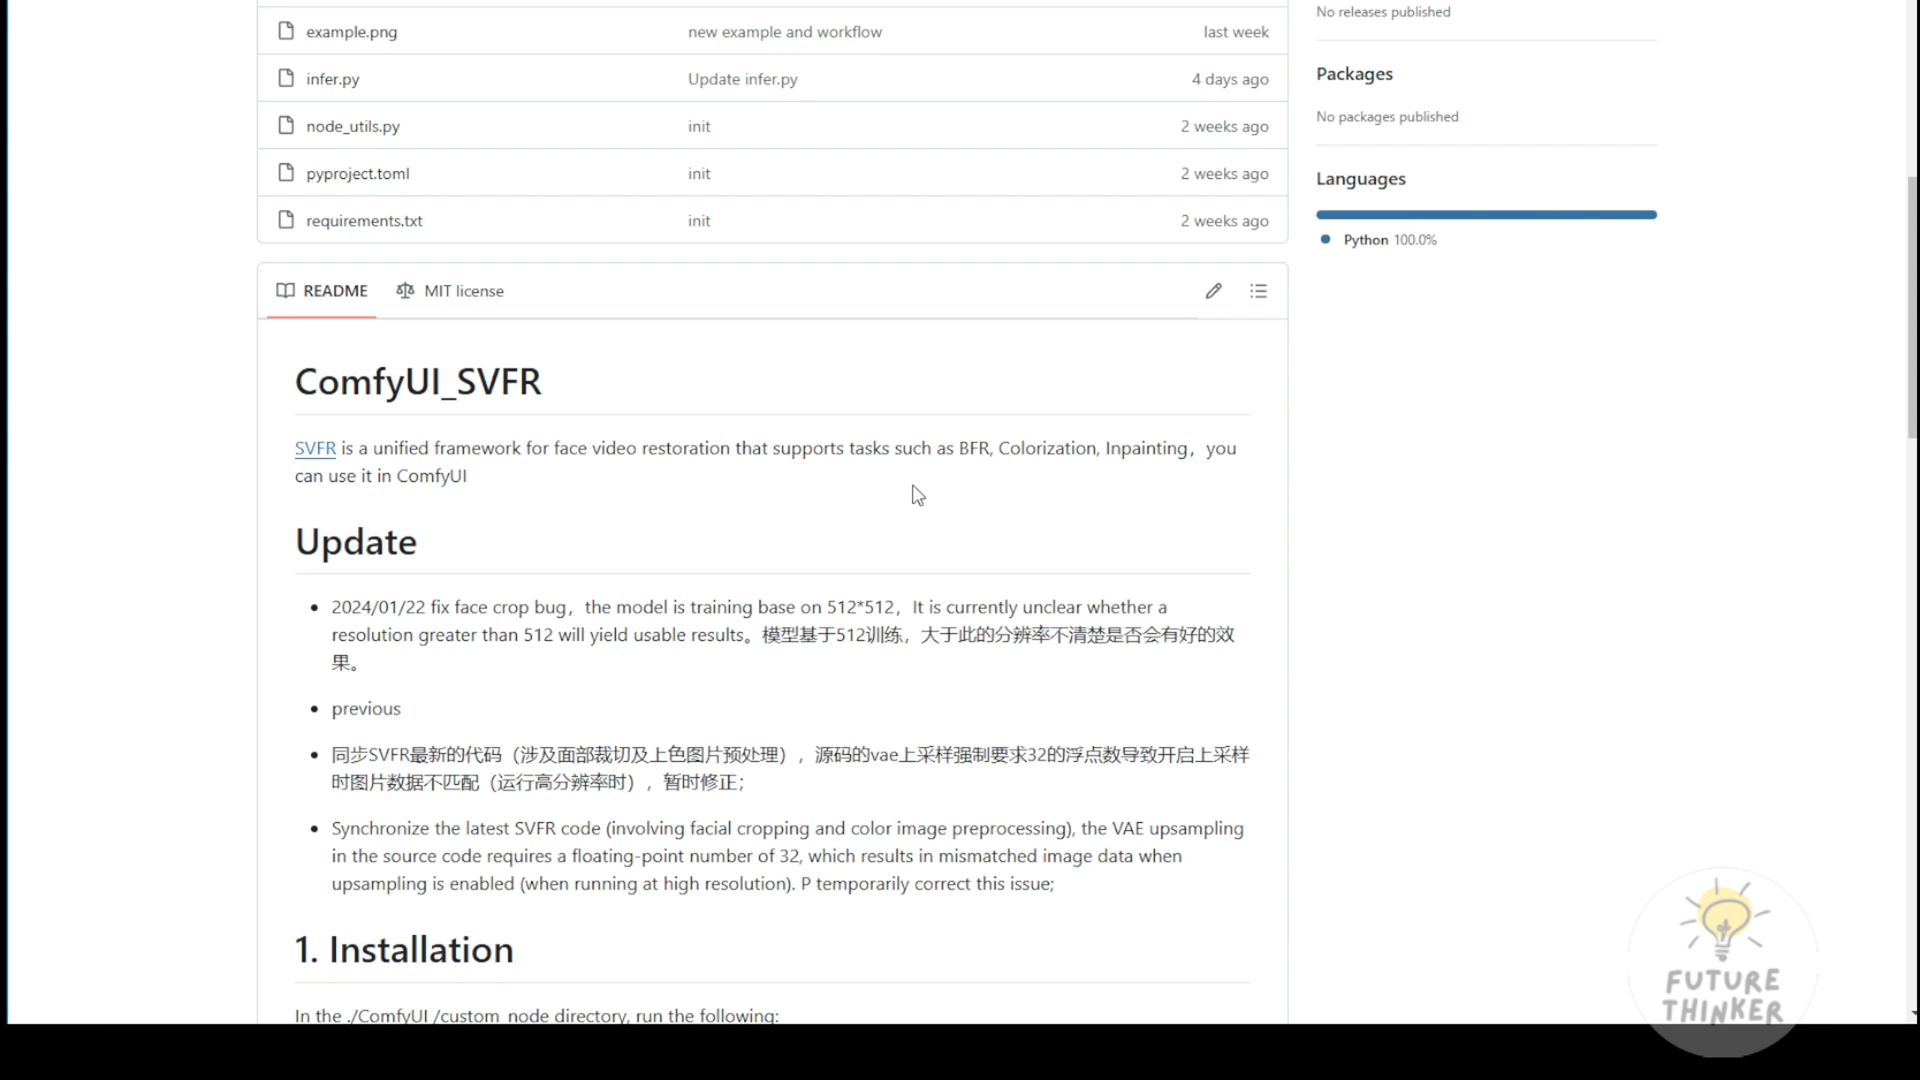 No releases published
example.png new example and workflow last week
infer.py Update infer.py 4 days ago
Packages
No packages published
node_utils.py init 2 weeks ago
pyproject.toml init 2 weeks ago
Languages
requirements.txt init 2 weeks ago
Python 100.0%
README MIT license
ComfyUI_SVFR
SVFR is a unified framework for face video restoration that supports tasks such as BFR, Colorization, Inpainting，you
can use it in ComfyUI
Update
2024/01/22 fix face crop bug，the model is training base on 512*512，It is currently unclear whether a
resolution greater than 512 will yield usable results。模型基于512训练，大于此的分辨率不清楚是否会有好的效
果。
previous
同步SVFR最新的代码（涉及面部裁切及上色图片预处理），源码的vae上采样强制要求32的浮点数导致开启上采样
时图片数据不匹配（运行高分辨率时），暂时修正；
Synchronize the latest SVFR code (involving facial cropping and color image preprocessing), the VAE upsampling
in the source code requires a floating-point number of 32, which results in mismatched image data when
upsampling is enabled (when running at high resolution). P temporarily correct this issue;
1. Installation
In the ./ComfyUI /custom_node directory, run the following:
FUTURE
THINKER